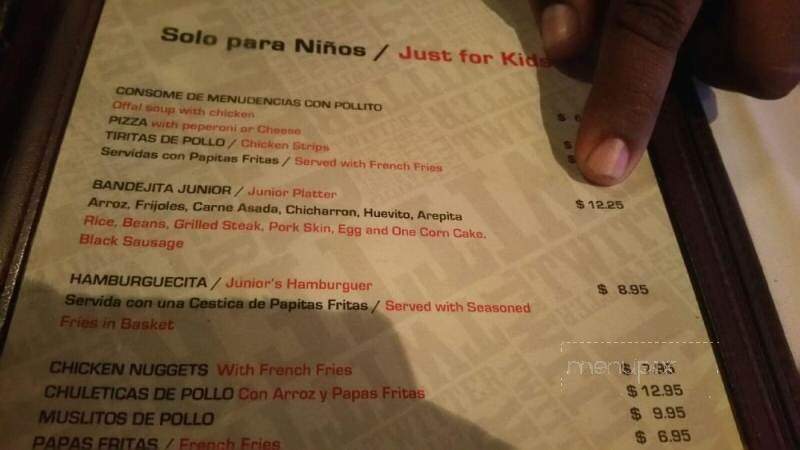 Solo para Niños / Just for Kids
CONSOME DE MENUDENCIAS CON POLLITO
Offal soup with chicken $
PIZZA with peperoni or Cheese $
TIRITAS DE POLLO / Chicken Strips $
Servidas con Papitas Fritas / Served with French Fries
BANDEJITA JUNIOR / Junior Platter $ 12.25
Arroz, Frijoles, Carne Asada, Chicharron, Huevito, Arepita
Rice, Beans, Grilled Steak, Pork Skin, Egg and One Corn Cake,
Black Sausage
HAMBURGUECITA / Junior's Hamburguer $ 8.95
Servida con una Cestica de Papitas Fritas / Served with Seasoned
Fries in Basket
CHICKEN NUGGETS With French Fries $ 7.95
CHULETICAS DE POLLO Con Arroz y Papas Fritas $ 12.95
MUSLITOS DE POLLO $ 9.95
PAPAS FRITAS / French Fries $ 6.95
menupix